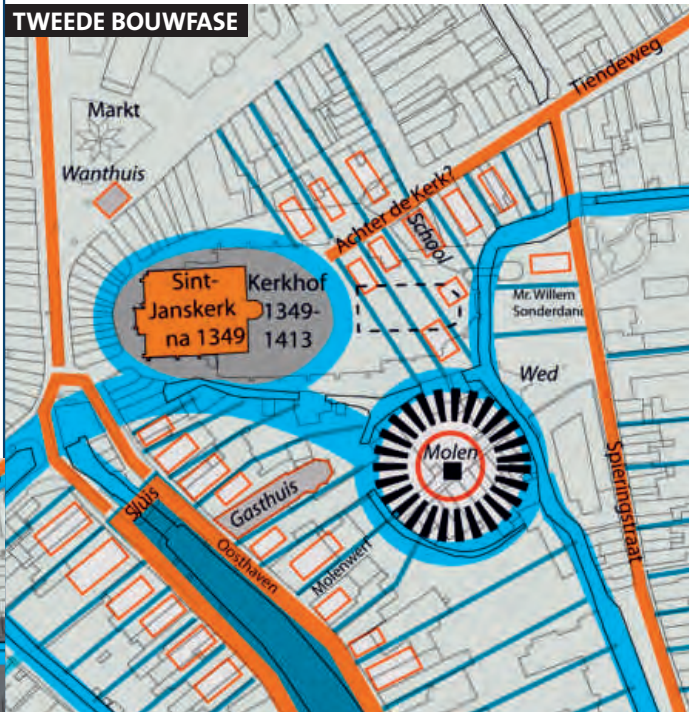 TWEEDE BOUWFASE
Tiendeweg
Markt
Wanthuis
Achter de Kerk?
School
Sint-
Janskerk
na 1349
Kerkhof
1349-
1413
Mr. Willem
Sonderdanc
Wed
Molen
Spieringstraat
Sluis
Gasthuis
Oosthaven
Molenwerf